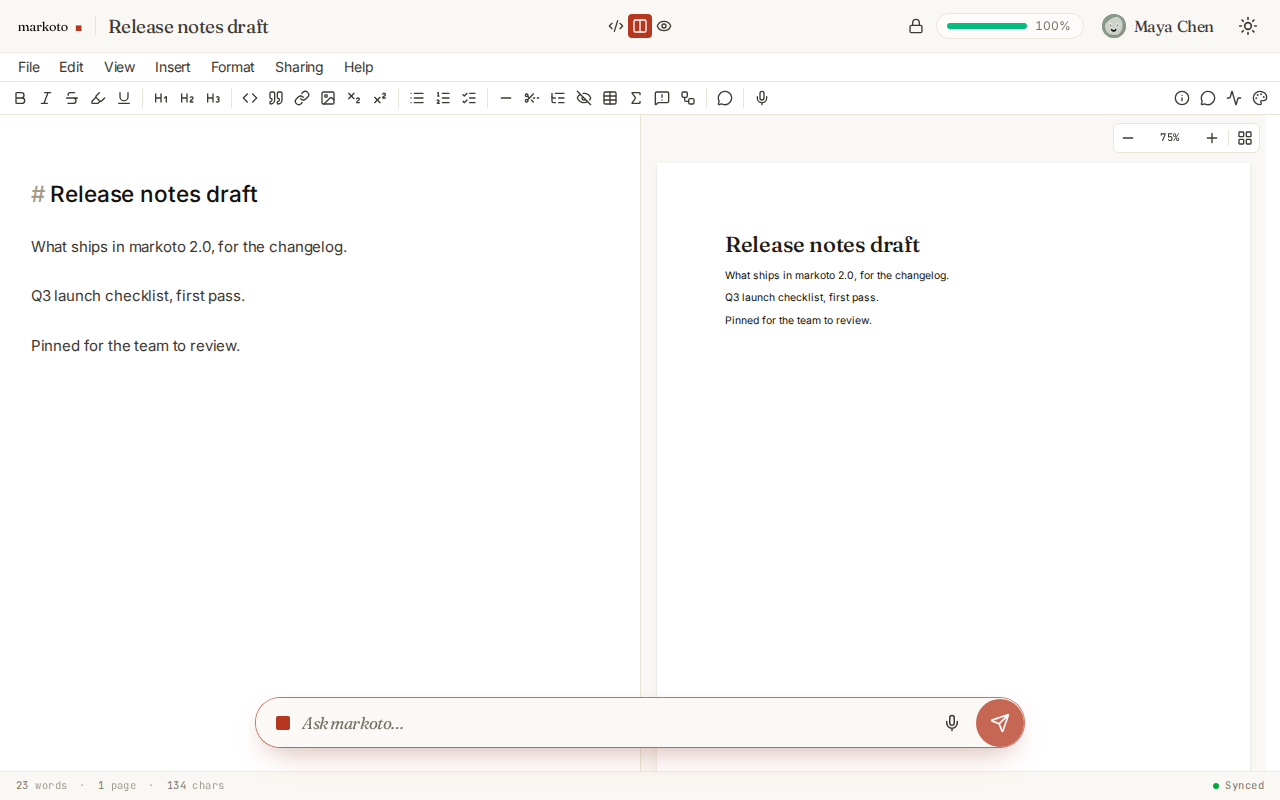 markoto
Release notes draft
100%
Maya Chen
File Edit View Insert Format Sharing Help
B I S U H1 H2 H3 x2 x2
75%
# Release notes draft
What ships in markoto 2.0, for the changelog.
Q3 launch checklist, first pass.
Pinned for the team to review.
Release notes draft
What ships in markoto 2.0, for the changelog.
Q3 launch checklist, first pass.
Pinned for the team to review.
Ask markoto...
23 words · 1 page · 134 chars
Synced